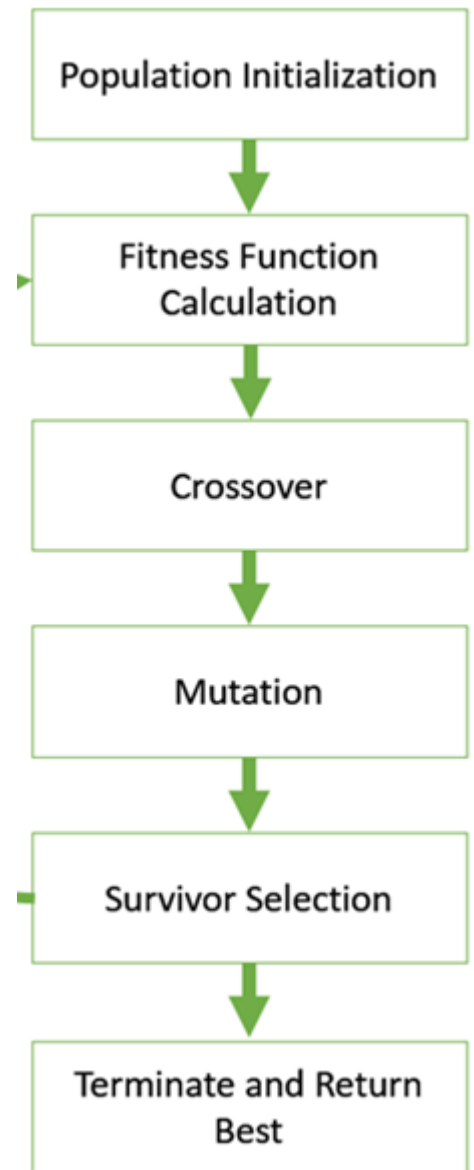 Population Initialization
Fitness Function
Calculation
Crossover
Mutation
Survivor Selection
Terminate and Return
Best